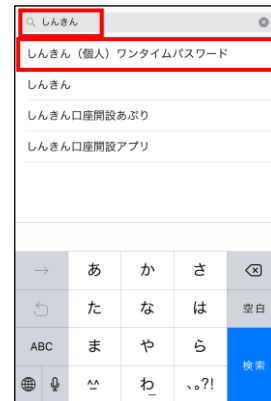 しんきん
しんきん（個人）ワンタイムパスワード
しんきん
しんきん口座開設あぷり
しんきん口座開設アプリ
→ あ か さ
た な は 空白
ABC ま や ら 検索
^^ わ 、。?!